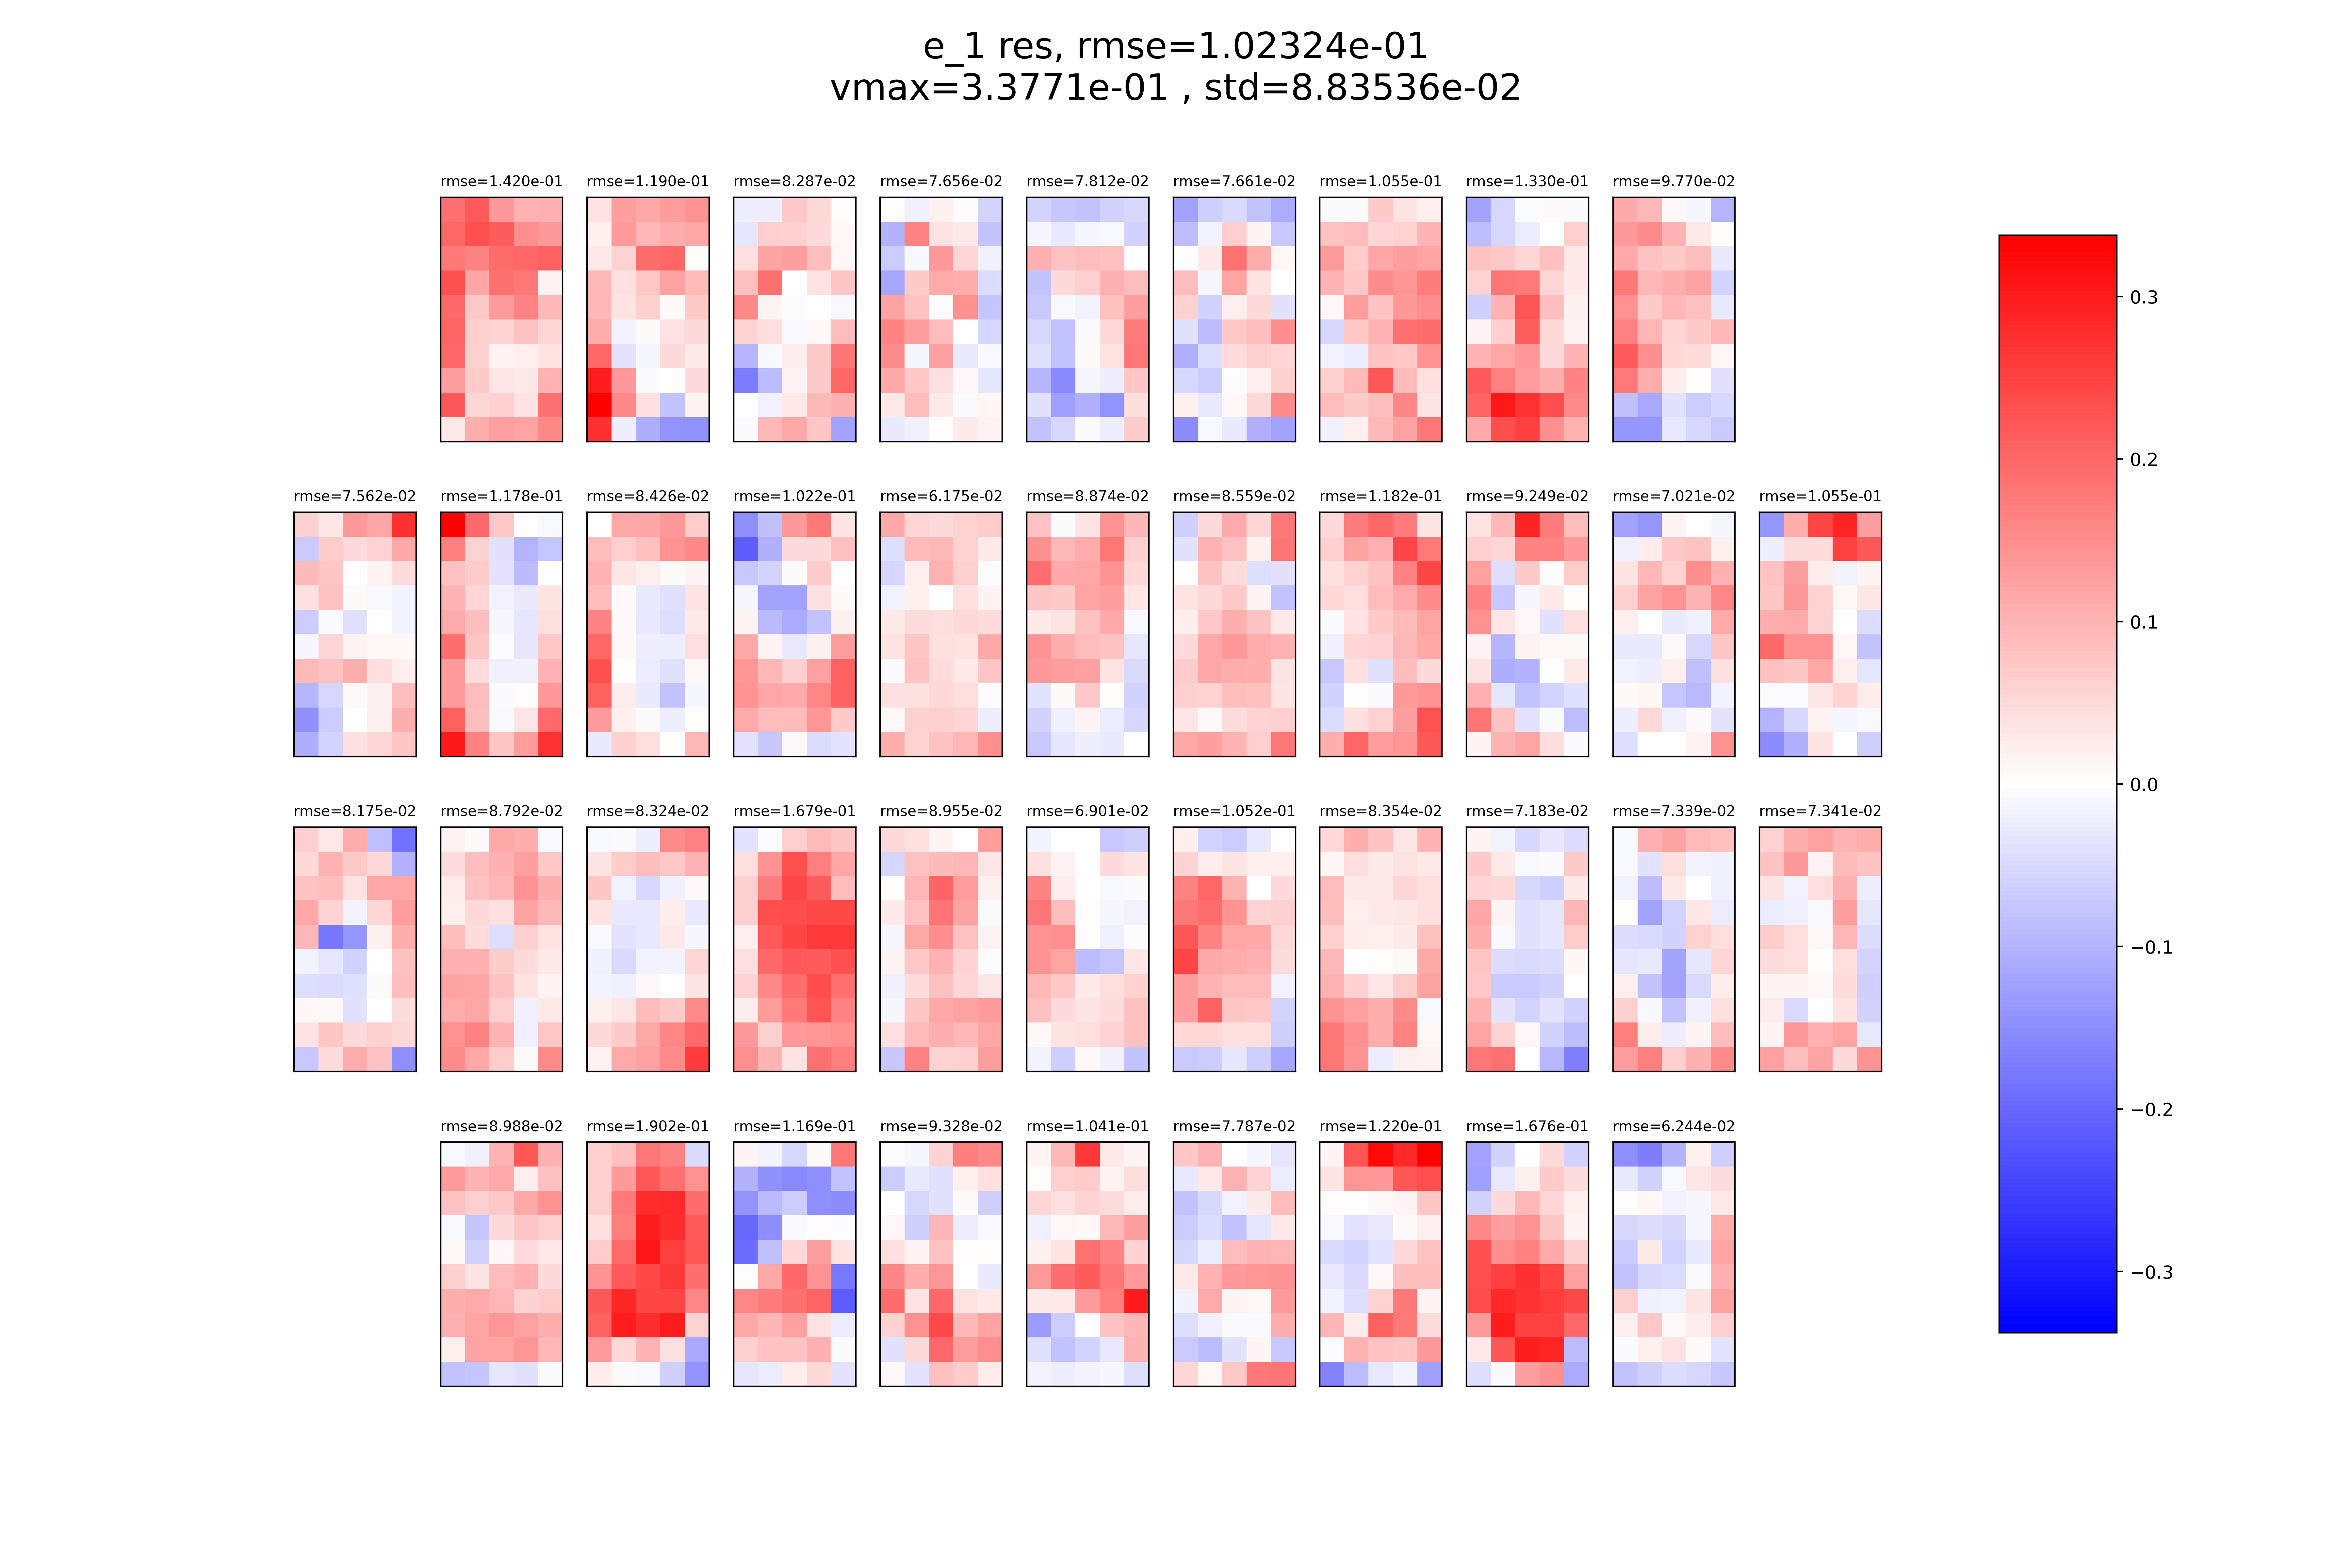 e_1 res, rmse=1.02324e-01
vmax=3.3771e-01 , std=8.83536e-02
rmse=1.420e-01 rmse=1.190e-01 rmse=8.287e-02 rmse=7.656e-02 rmse=7.812e-02 rmse=7.661e-02 rmse=1.055e-01 rmse=1.330e-01 rmse=9.770e-02
rmse=7.562e-02 rmse=1.178e-01 rmse=8.426e-02 rmse=1.022e-01 rmse=6.175e-02 rmse=8.874e-02 rmse=8.559e-02 rmse=1.182e-01 rmse=9.249e-02 rmse=7.021e-02 rmse=1.055e-01
rmse=8.175e-02 rmse=8.792e-02 rmse=8.324e-02 rmse=1.679e-01 rmse=8.955e-02 rmse=6.901e-02 rmse=1.052e-01 rmse=8.354e-02 rmse=7.183e-02 rmse=7.339e-02 rmse=7.341e-02
rmse=8.988e-02 rmse=1.902e-01 rmse=1.169e-01 rmse=9.328e-02 rmse=1.041e-01 rmse=7.787e-02 rmse=1.220e-01 rmse=1.676e-01 rmse=6.244e-02
0.3
0.2
0.1
0.0
−0.1
−0.2
−0.3